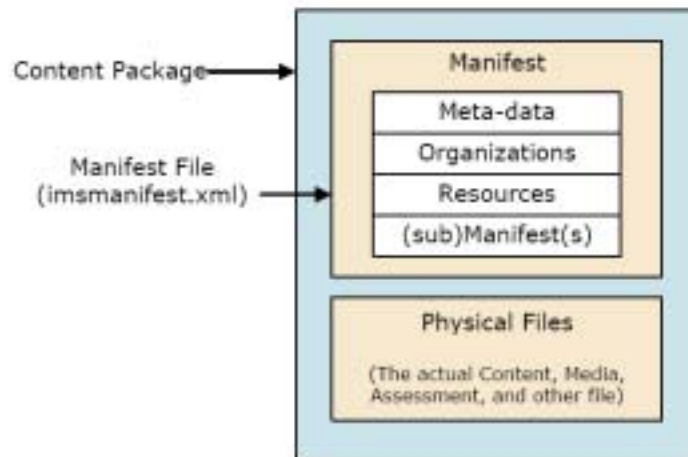 Content Package
Manifest File
(imsmanifest.xml)
Manifest
Meta-data
Organizations
Resources
(sub)Manifest(s)
Physical Files
(The actual Content, Media,
Assessment, and other file)